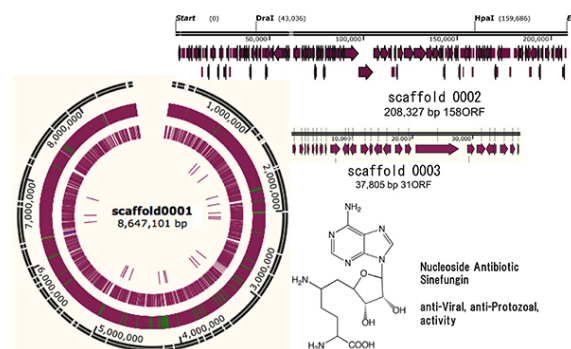 Start (0) DraI (43,036) HpaI (159,686) E
50,000 100,000 150,000 200,000
scaffold 0002
208,327 bp 158ORF
10,000 20,000 30,000
scaffold 0003
37,805 bp 31ORF
1,000,000
2,000,000
3,000,000
4,000,000
5,000,000
6,000,000
7,000,000
8,000,000
scaffold0001
8,647,101 bp
NH₂
N
N
N
N
H₂N
O
OH
OH
H₂N COOH
Nucleoside Antibiotic
Sinefungin
anti-Viral, anti-Protozoal,
activity